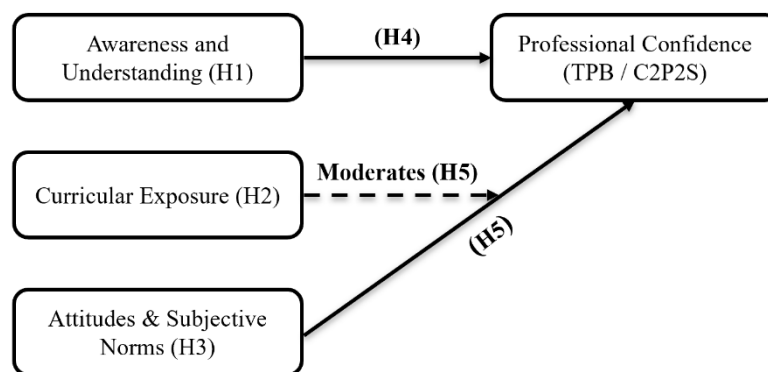 Awareness and
Understanding (H1)
(H4)
Professional Confidence
(TPB / C2P2S)
Curricular Exposure (H2)
Moderates (H5)
(H5)
Attitudes & Subjective
Norms (H3)